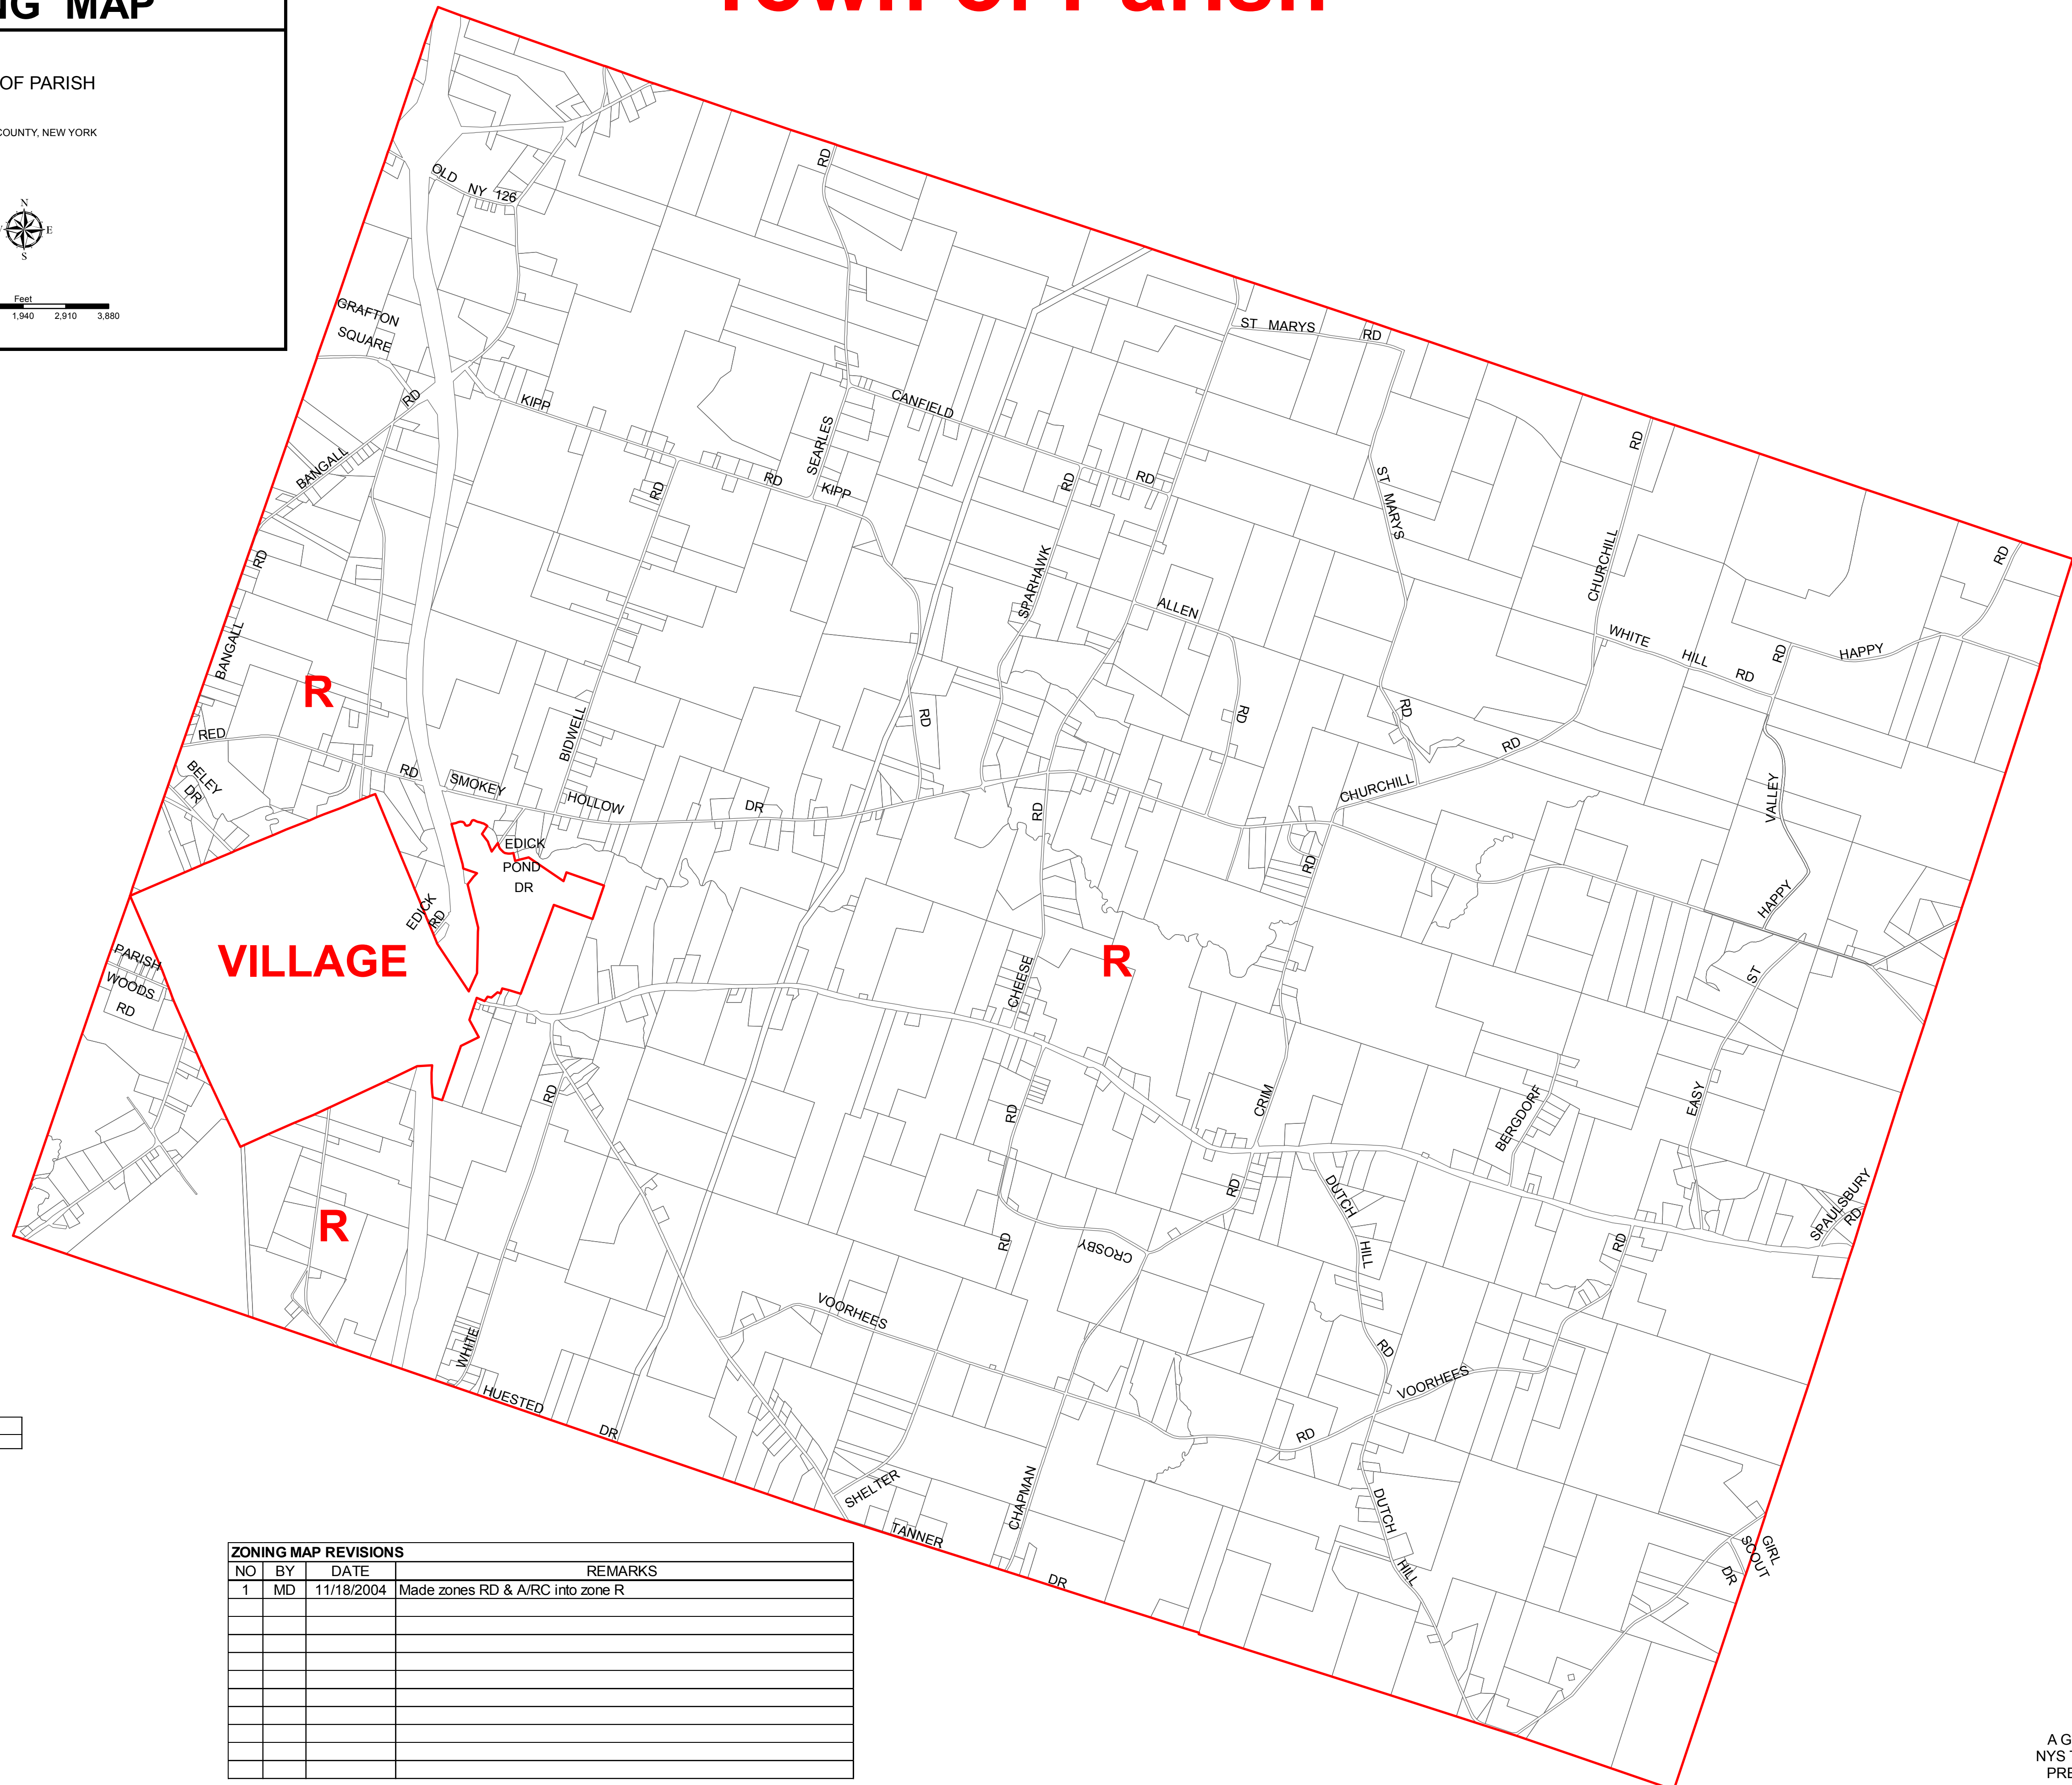 MAP
Town of Parish
OF PARISH
COUNTY, NEW YORK
N
E
S
Feet
1,940 2,910 3,880
OLD NY 126
RD
GRAFTON
SQUARE
RD
BANGALL
KIPP
RD
SEARLES
KIPP
CANFIELD
RD
RD
ST MARYS
RD
ST MARYS
RD
RD
CHURCHILL
RD
SPARHAWK
RD
BANGALL
RD
ALLEN
RD
WHITE
HILL
RD
RD
HAPPY
RD
R
RED
RD
BELEY
DR
BIDWELL
SMOKEY
HOLLOW
DR
RD
RD
CHURCHILL
RD
VALLEY
HAPPY
EDICK
POND
DR
EDICK
RD
VILLAGE
PARISH
WOODS
RD
R
CHEESE
RD
CRIM
BERGDORF
ST
EASY
SPAULSBURY
RD
RD
RD
RD
DUTCH
HILL
RD
R
RD
CROSBY
RD
VOORHEES
VOORHEES
RD
WHITE
HUESTED
DR
SHELTER
TANNER
CHAPMAN
DR
DUTCH
HILL
GIRL
SCOUT
DR
ZONING MAP REVISIONS
NO BY DATE REMARKS
1 MD 11/18/2004 Made zones RD & A/RC into zone R
A G
NYS T
PRE